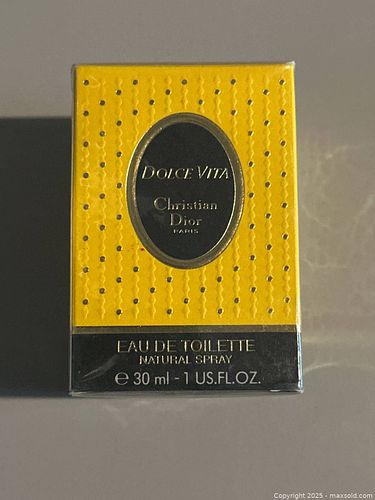 DOLCE VITA
Christian
Dior
PARIS
EAU DE TOILETTE
NATURAL SPRAY
℮ 30 ml - 1 US.FL.OZ.
Copyright 2025 - maxsold.com